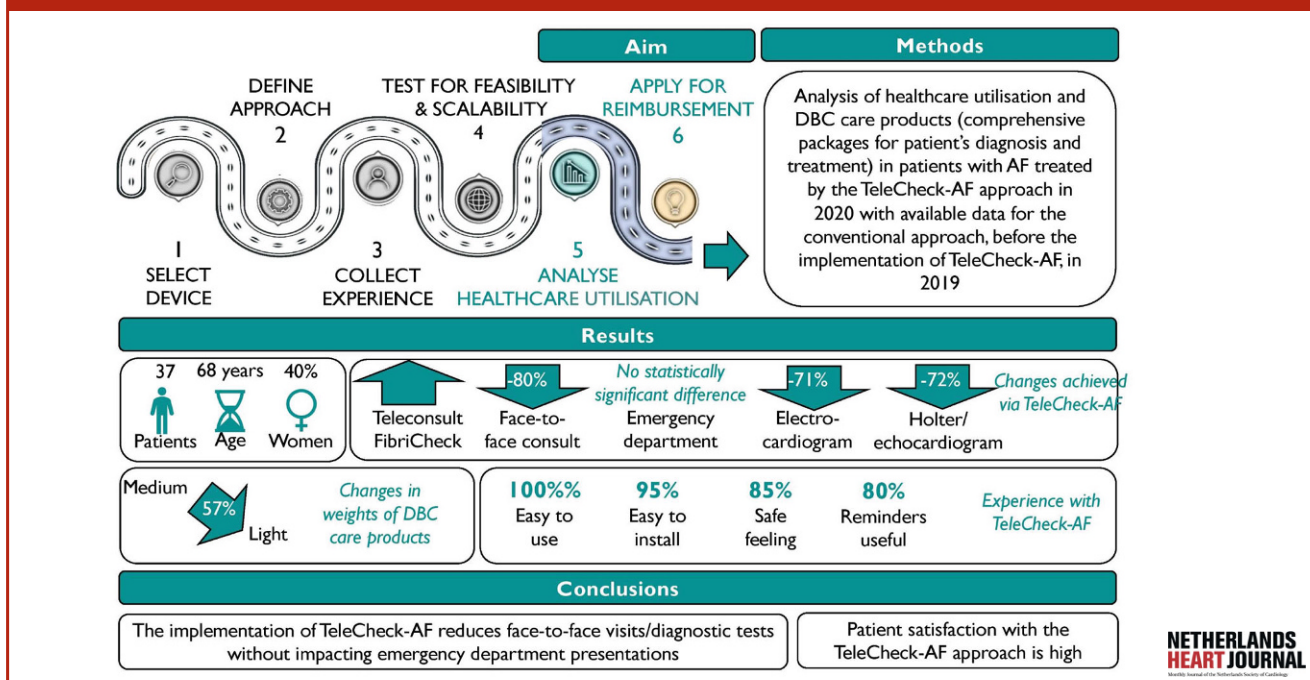 Aim
Methods
DEFINE
APPROACH
2
TEST FOR FEASIBILITY
& SCALABILITY
4
APPLY FOR
REIMBURSEMENT
6
1
SELECT
DEVICE
3
COLLECT
EXPERIENCE
5
ANALYSE
HEALTHCARE UTILISATION
Analysis of healthcare utilisation and
DBC care products (comprehensive
packages for patient's diagnosis and
treatment) in patients with AF treated
by the TeleCheck-AF approach in
2020 with available data for the
conventional approach, before the
implementation of TeleCheck-AF, in
2019
Results
37
Patients
68 years
Age
40%
Women
Teleconsult
FibriCheck
-80%
Face-to-
face consult
No statistically
significant difference
Emergency
department
-71%
Electro-
cardiogram
-72%
Holter/
echocardiogram
Changes achieved
via TeleCheck-AF
Medium
57%
Light
Changes in
weights of DBC
care products
100%%
Easy to
use
95%
Easy to
install
85%
Safe
feeling
80%
Reminders
useful
Experience with
TeleCheck-AF
Conclusions
The implementation of TeleCheck-AF reduces face-to-face visits/diagnostic tests
without impacting emergency department presentations
Patient satisfaction with the
TeleCheck-AF approach is high
NETHERLANDS
HEART JOURNAL
Monthly Journal of the Netherlands Society of Cardiology